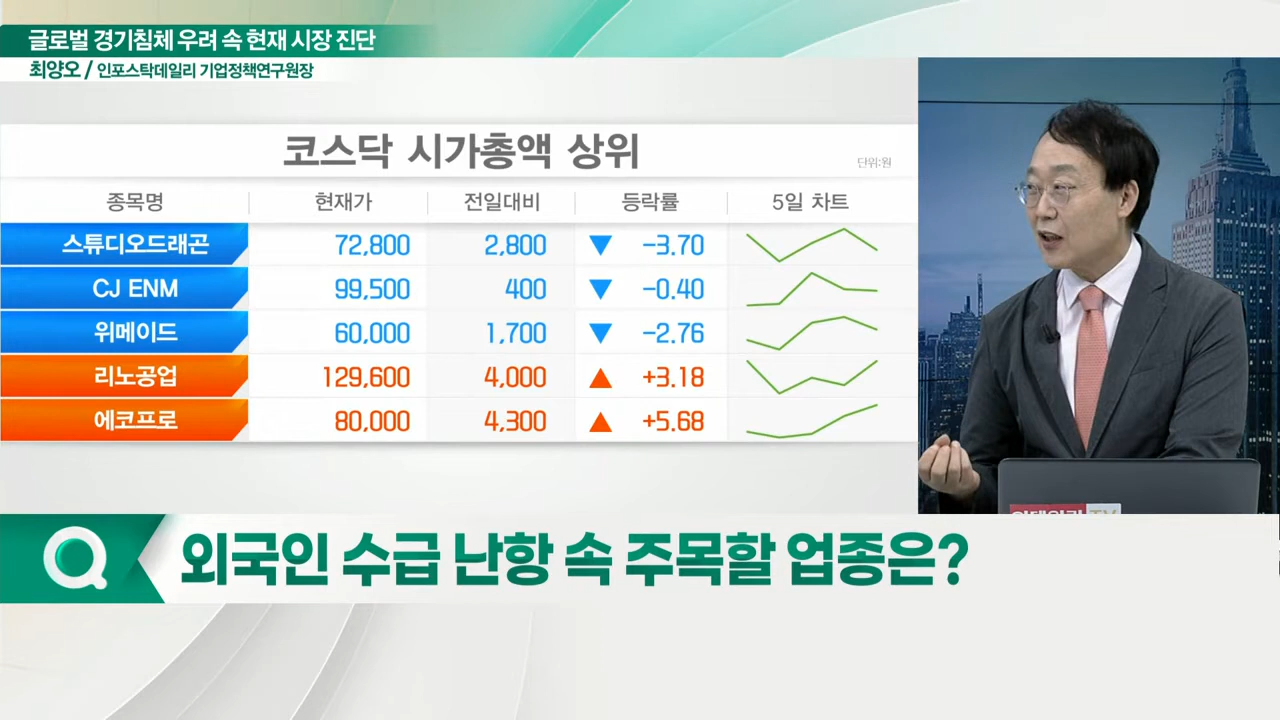 글로벌 경기침체 우려 속 현재 시장 진단
최양오 / 인포스탁데일리 기업정책연구원장
코스닥 시가총액 상위
단위:원
종목명 현재가 전일대비 등락률 5일 차트
스튜디오드래곤 72,800 2,800 ▼ -3.70
CJ ENM 99,500 400 ▼ -0.40
위메이드 60,000 1,700 ▼ -2.76
리노공업 129,600 4,000 ▲ +3.18
에코프로 80,000 4,300 ▲ +5.68
Q 외국인 수급 난항 속 주목할 업종은?